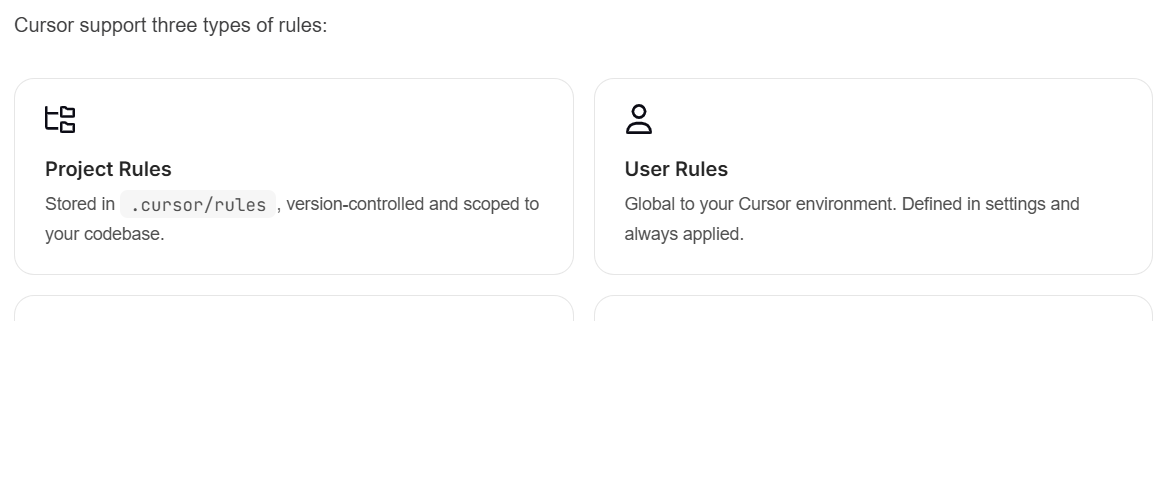 Cursor support three types of rules:
Project Rules
Stored in .cursor/rules, version-controlled and scoped to
your codebase.
User Rules
Global to your Cursor environment. Defined in settings and
always applied.